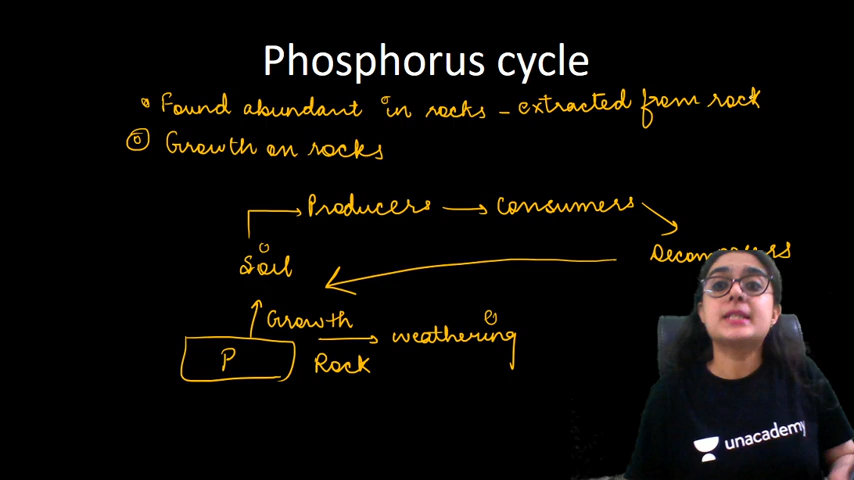 Phosphorus cycle
• Found abundant in rocks - extracted from rock
Growth on rocks
Producers → Consumers
Soil
Growth
weathering
P
Rock
unacademy